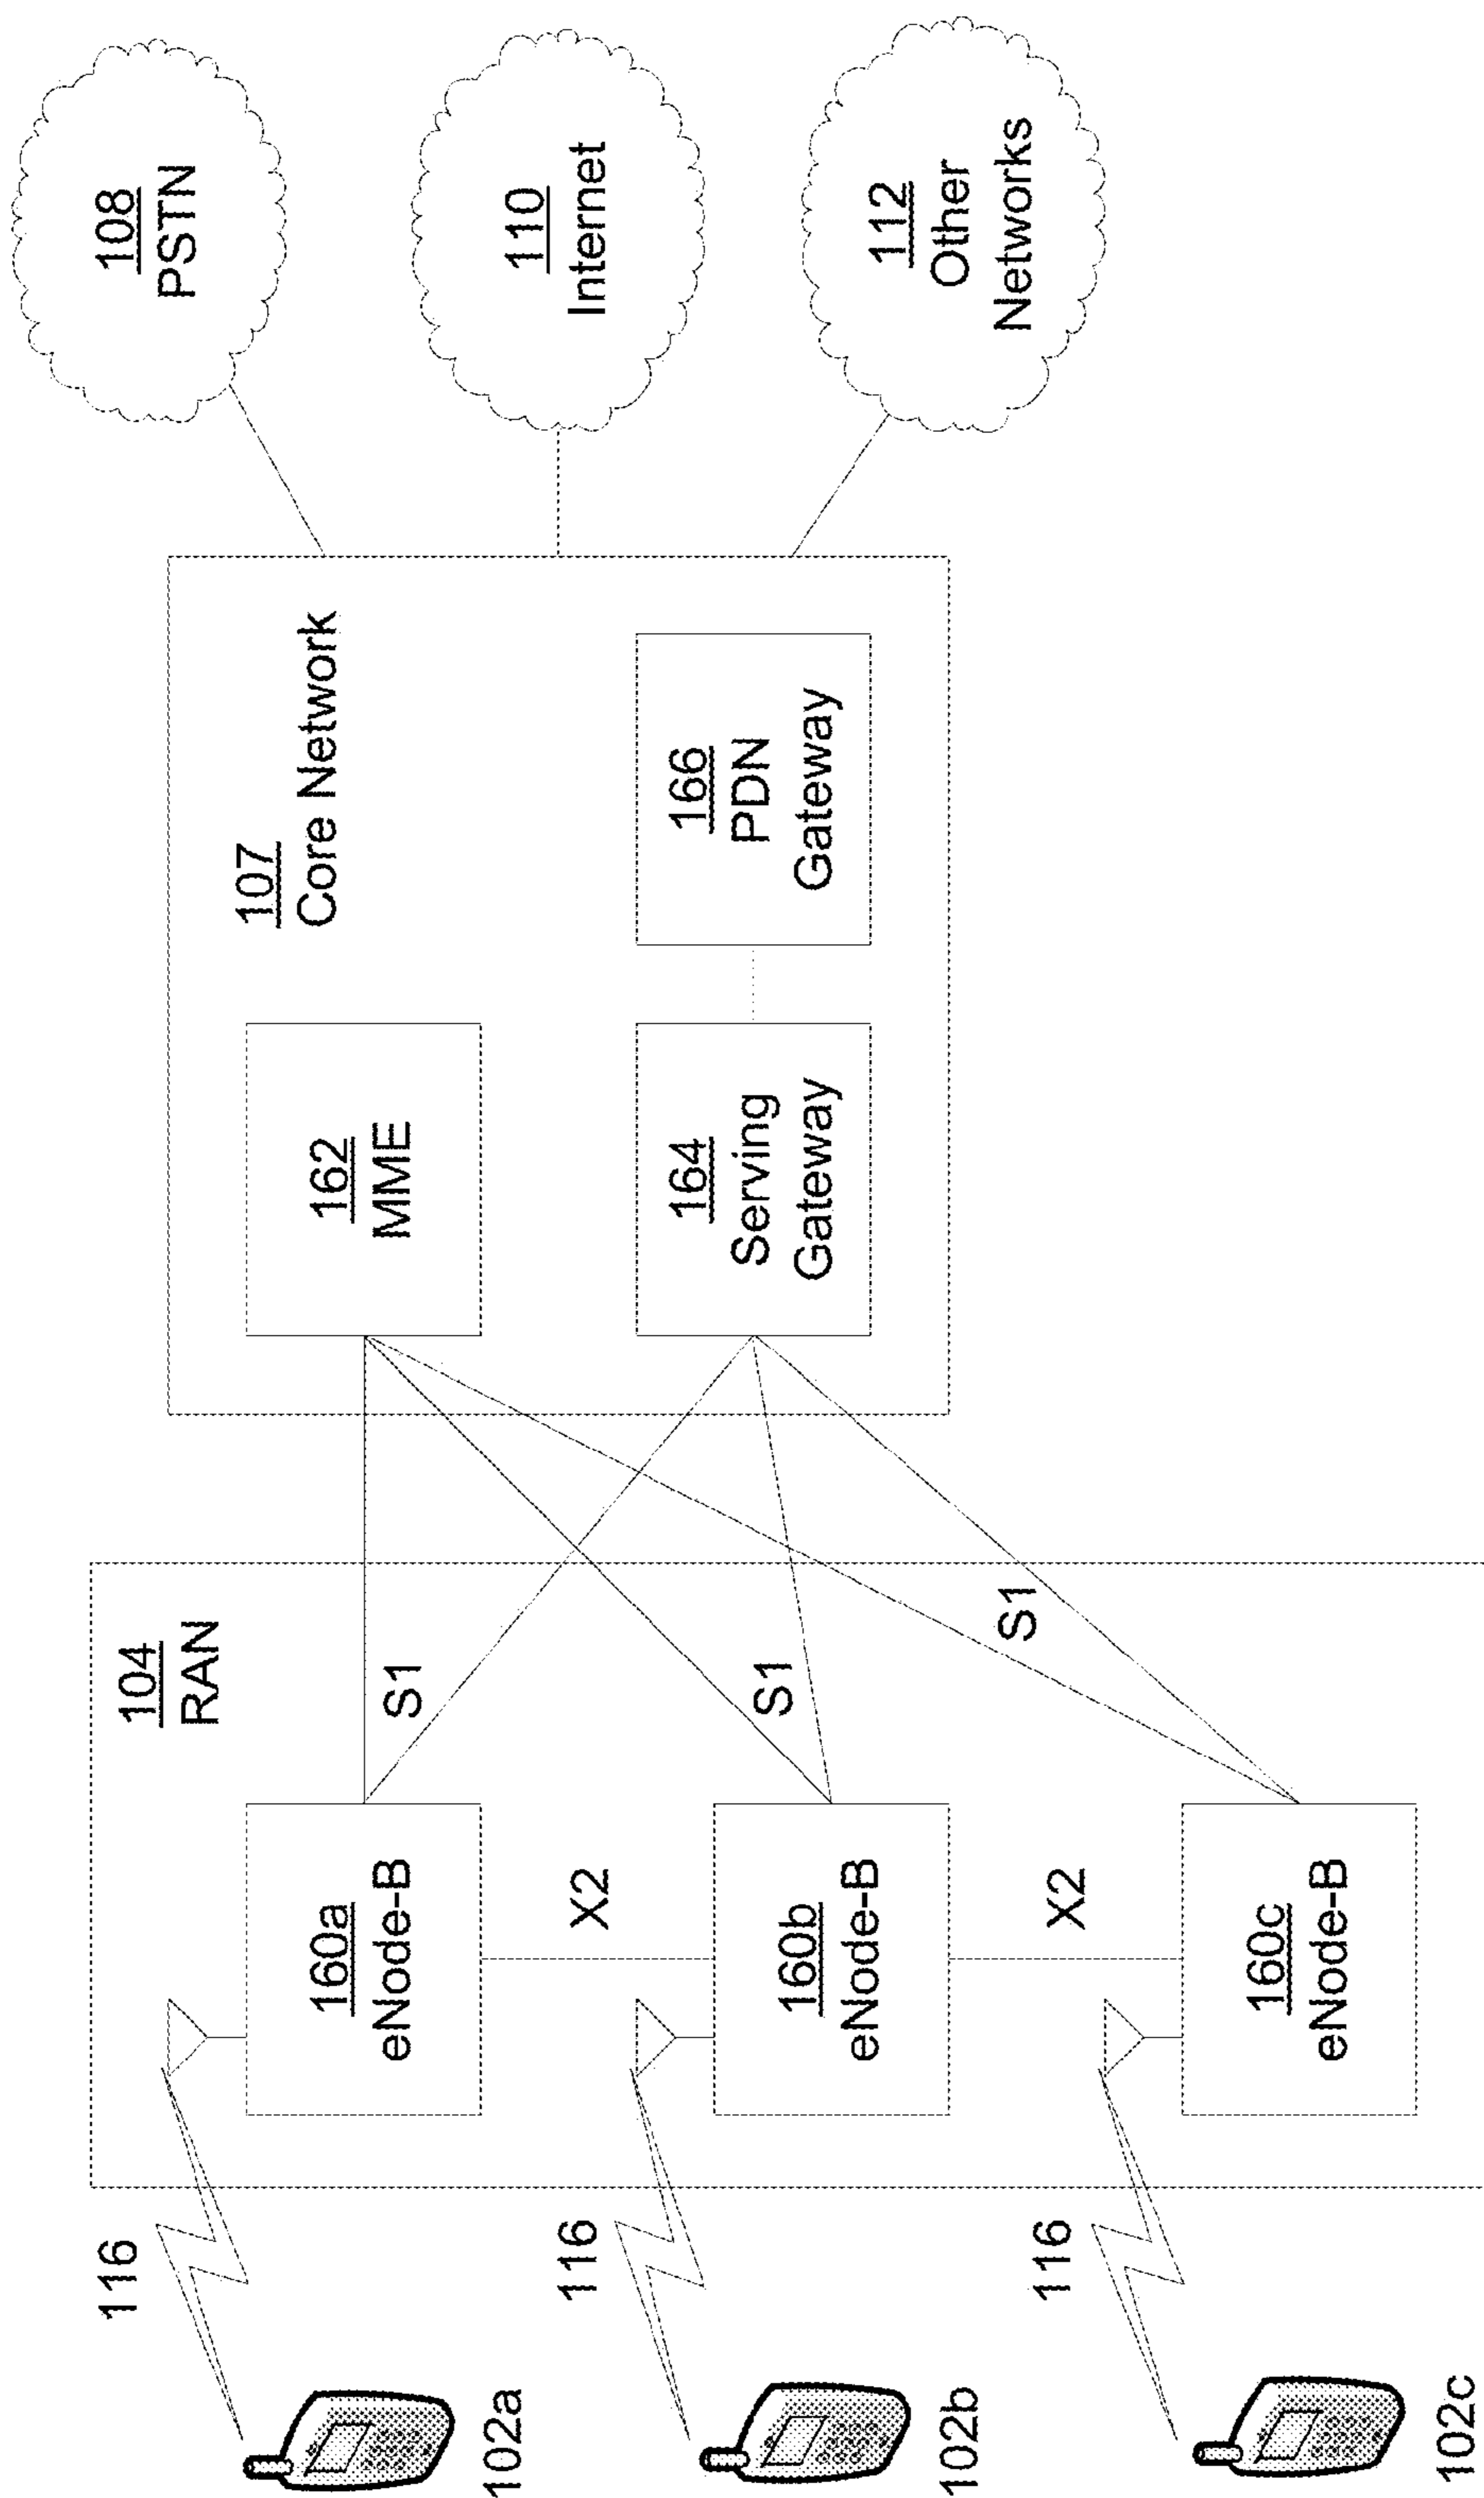 116
102a
116
102b
116
102c
104
RAN
160a
eNode-B
X2
160b
eNode-B
X2
160c
eNode-B
S1
S1
S1
107
Core Network
162
MME
164
Serving
Gateway
166
PDN
Gateway
108
PSTN
110
Internet
112
Other
Networks